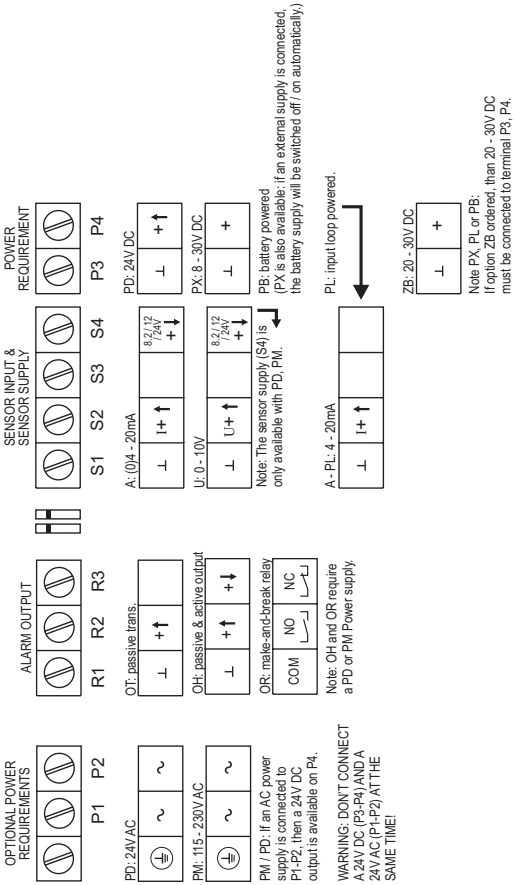 OPTIONAL POWER
REQUIREMENTS
P1 P2
PD: 24V AC
~ ~
PM: 115 - 230V AC
~ ~
PM / PD: If an AC power
supply is connected to
P1-P2, then a 24V DC
output is available on P4.
WARNING: DON'T CONNECT
A 24V DC (P3-P4) AND A
24V AC (P1-P2) AT THE
SAME TIME!
ALARM OUTPUT
R1 R2 R3
OT: passive trans.
⊥ +
OH: passive & active output
⊥ + +
OR: make-and-break relay
COM NO NC
Note: OH and OR require
a PD or PM Power supply.
SENSOR INPUT &
SENSOR SUPPLY
S1 S2 S3 S4
A: (0)4 - 20mA
⊥ I+ 8.2 / 12
/ 24V
+
U: 0 - 10V
⊥ U+ 8.2 / 12
/ 24V
+
Note: The sensor supply (S4) is
only available with PD, PM.
A - PL: 4 - 20mA
⊥ I+
POWER
REQUIREMENT
P3 P4
PD: 24V DC
⊥ +
PX: 8 - 30V DC
⊥ +
PB: battery powered
(PX is also available: if an external supply is connected,
the battery supply will be switched off / on automatically.)
PL: input loop powered.
ZB: 20 - 30V DC
⊥ +
Note PX, PL or PB:
If option ZB ordered, than 20 - 30V DC
must be connected to terminal P3, P4.